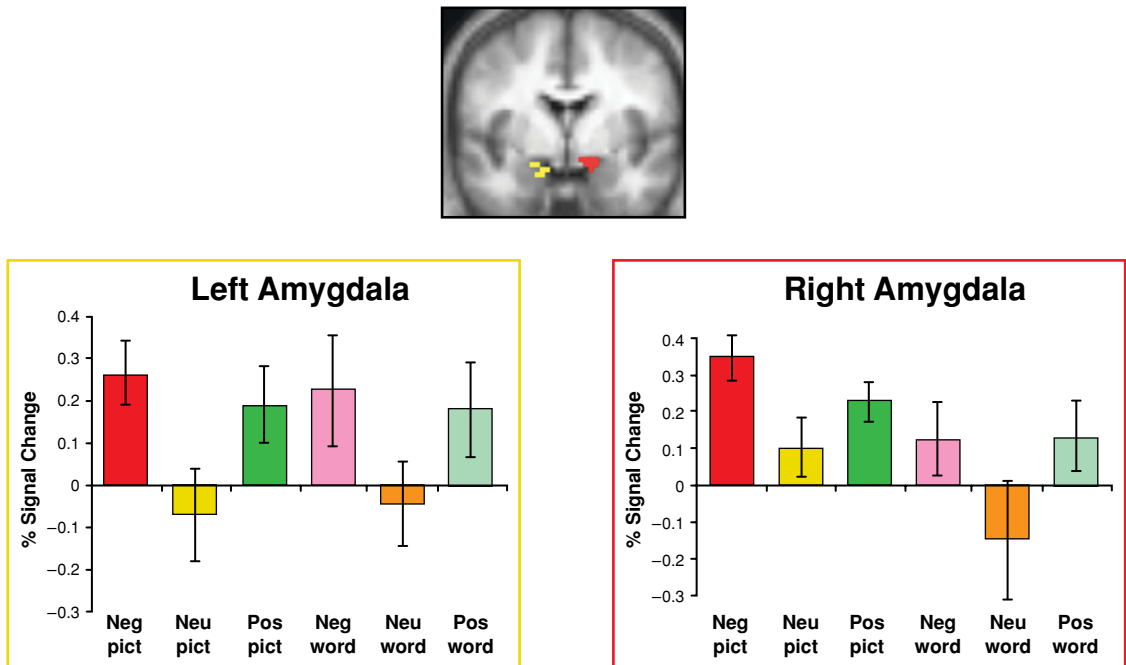 Left Amygdala
% Signal Change
0.4
0.3
0.2
0.1
0
–0.1
–0.2
–0.3
Neg Neu Pos Neg Neu Pos
pict pict pict word word word
Right Amygdala
% Signal Change
0.4
0.3
0.2
0.1
0
–0.1
–0.2
–0.3
Neg Neu Pos Neg Neu Pos
pict pict pict word word word